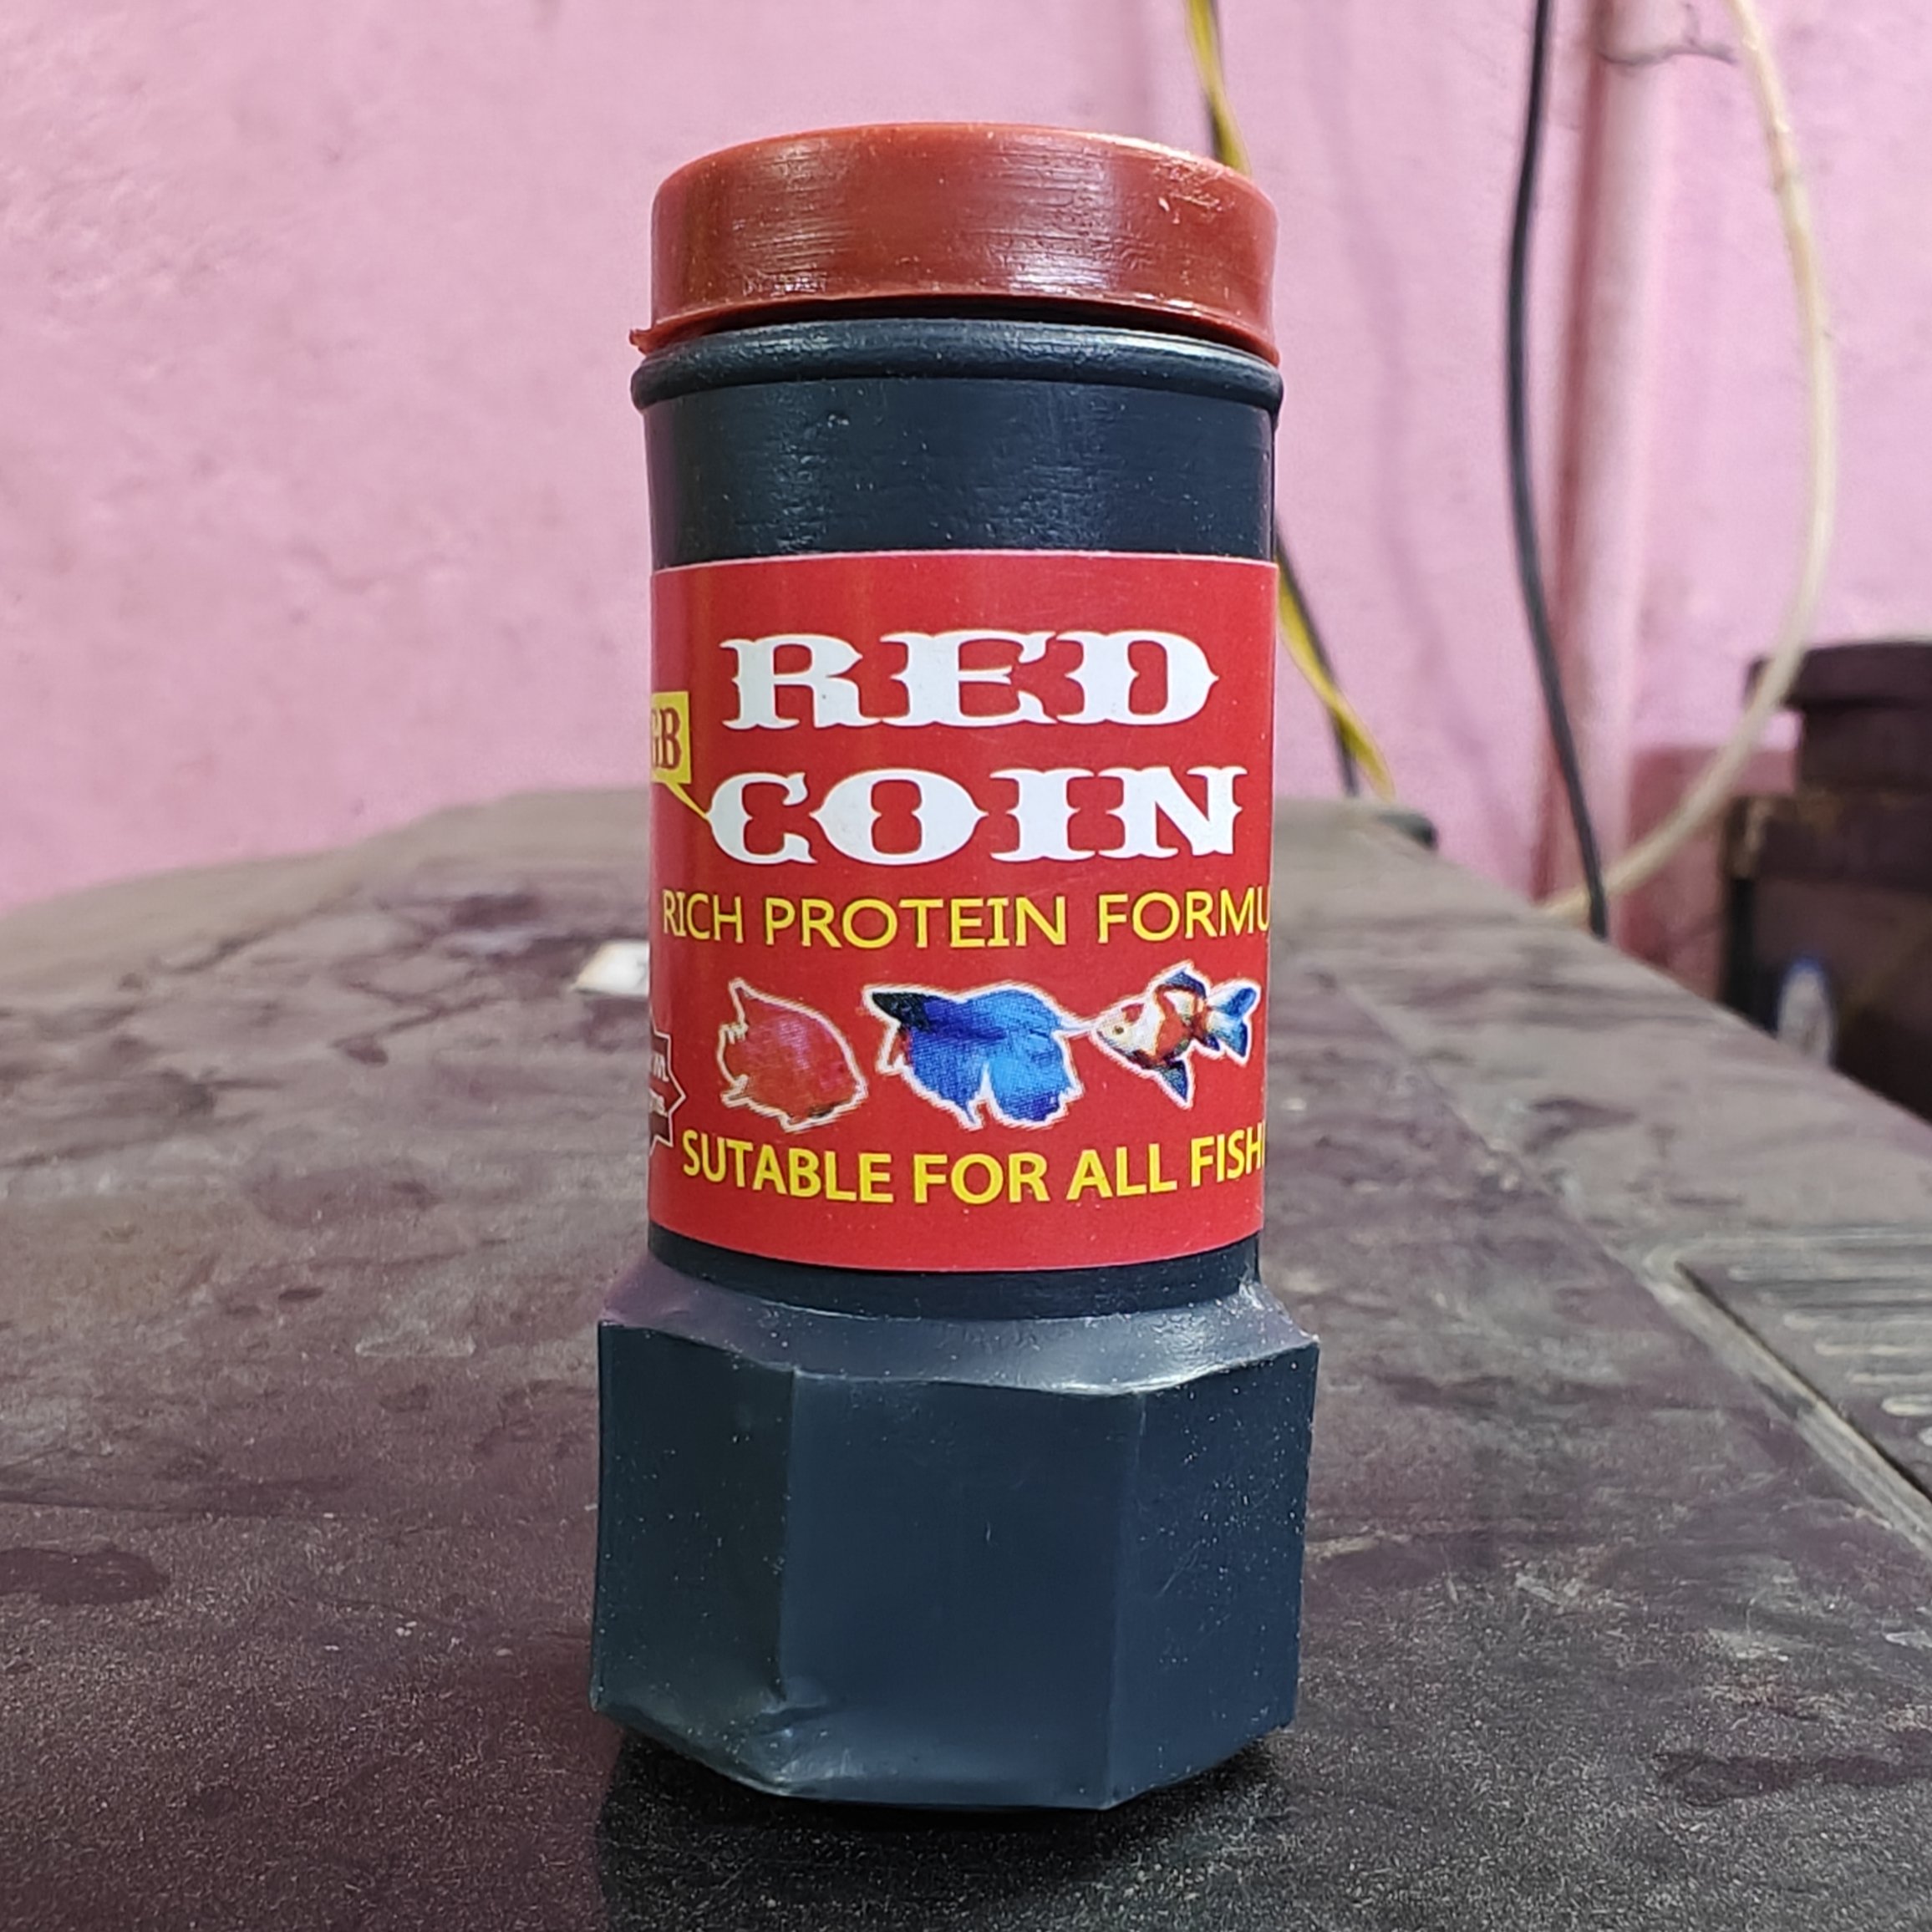 GB
RED
COIN
RICH PROTEIN FORMU
SUTABLE FOR ALL FISH